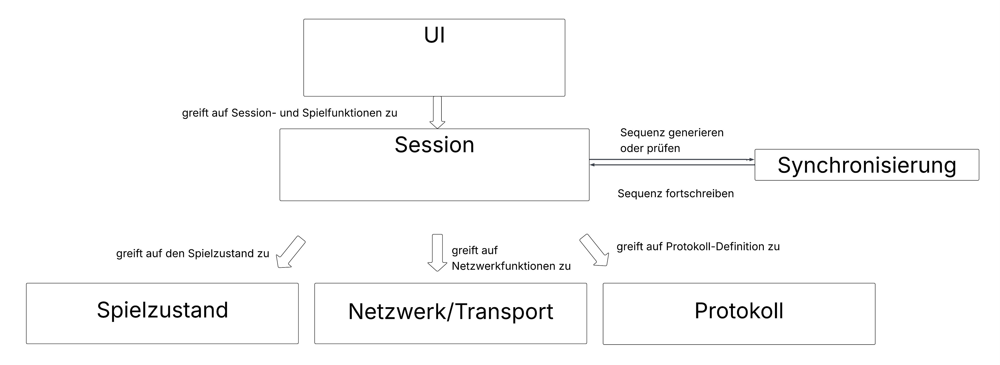 UI
greift auf Session- und Spielfunktionen zu
Session
Sequenz generieren
oder prüfen
Synchronisierung
Sequenz fortschreiben
greift auf den Spielzustand zu
greift auf
Netzwerkfunktionen zu
greift auf Protokoll-Definition zu
Spielzustand
Netzwerk/Transport
Protokoll